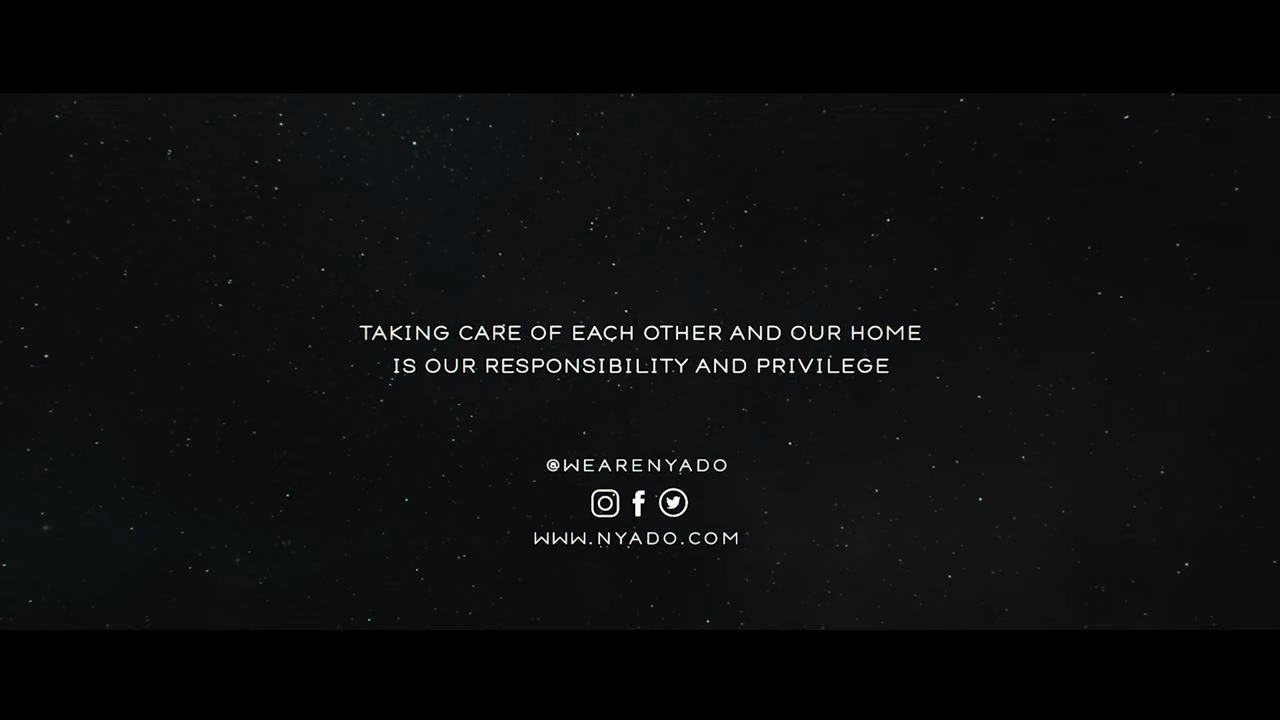 TAKING CARE OF EACH OTHER AND OUR HOME
IS OUR RESPONSIBILITY AND PRIVILEGE
@WEARENYADO
WWW.NYADO.COM